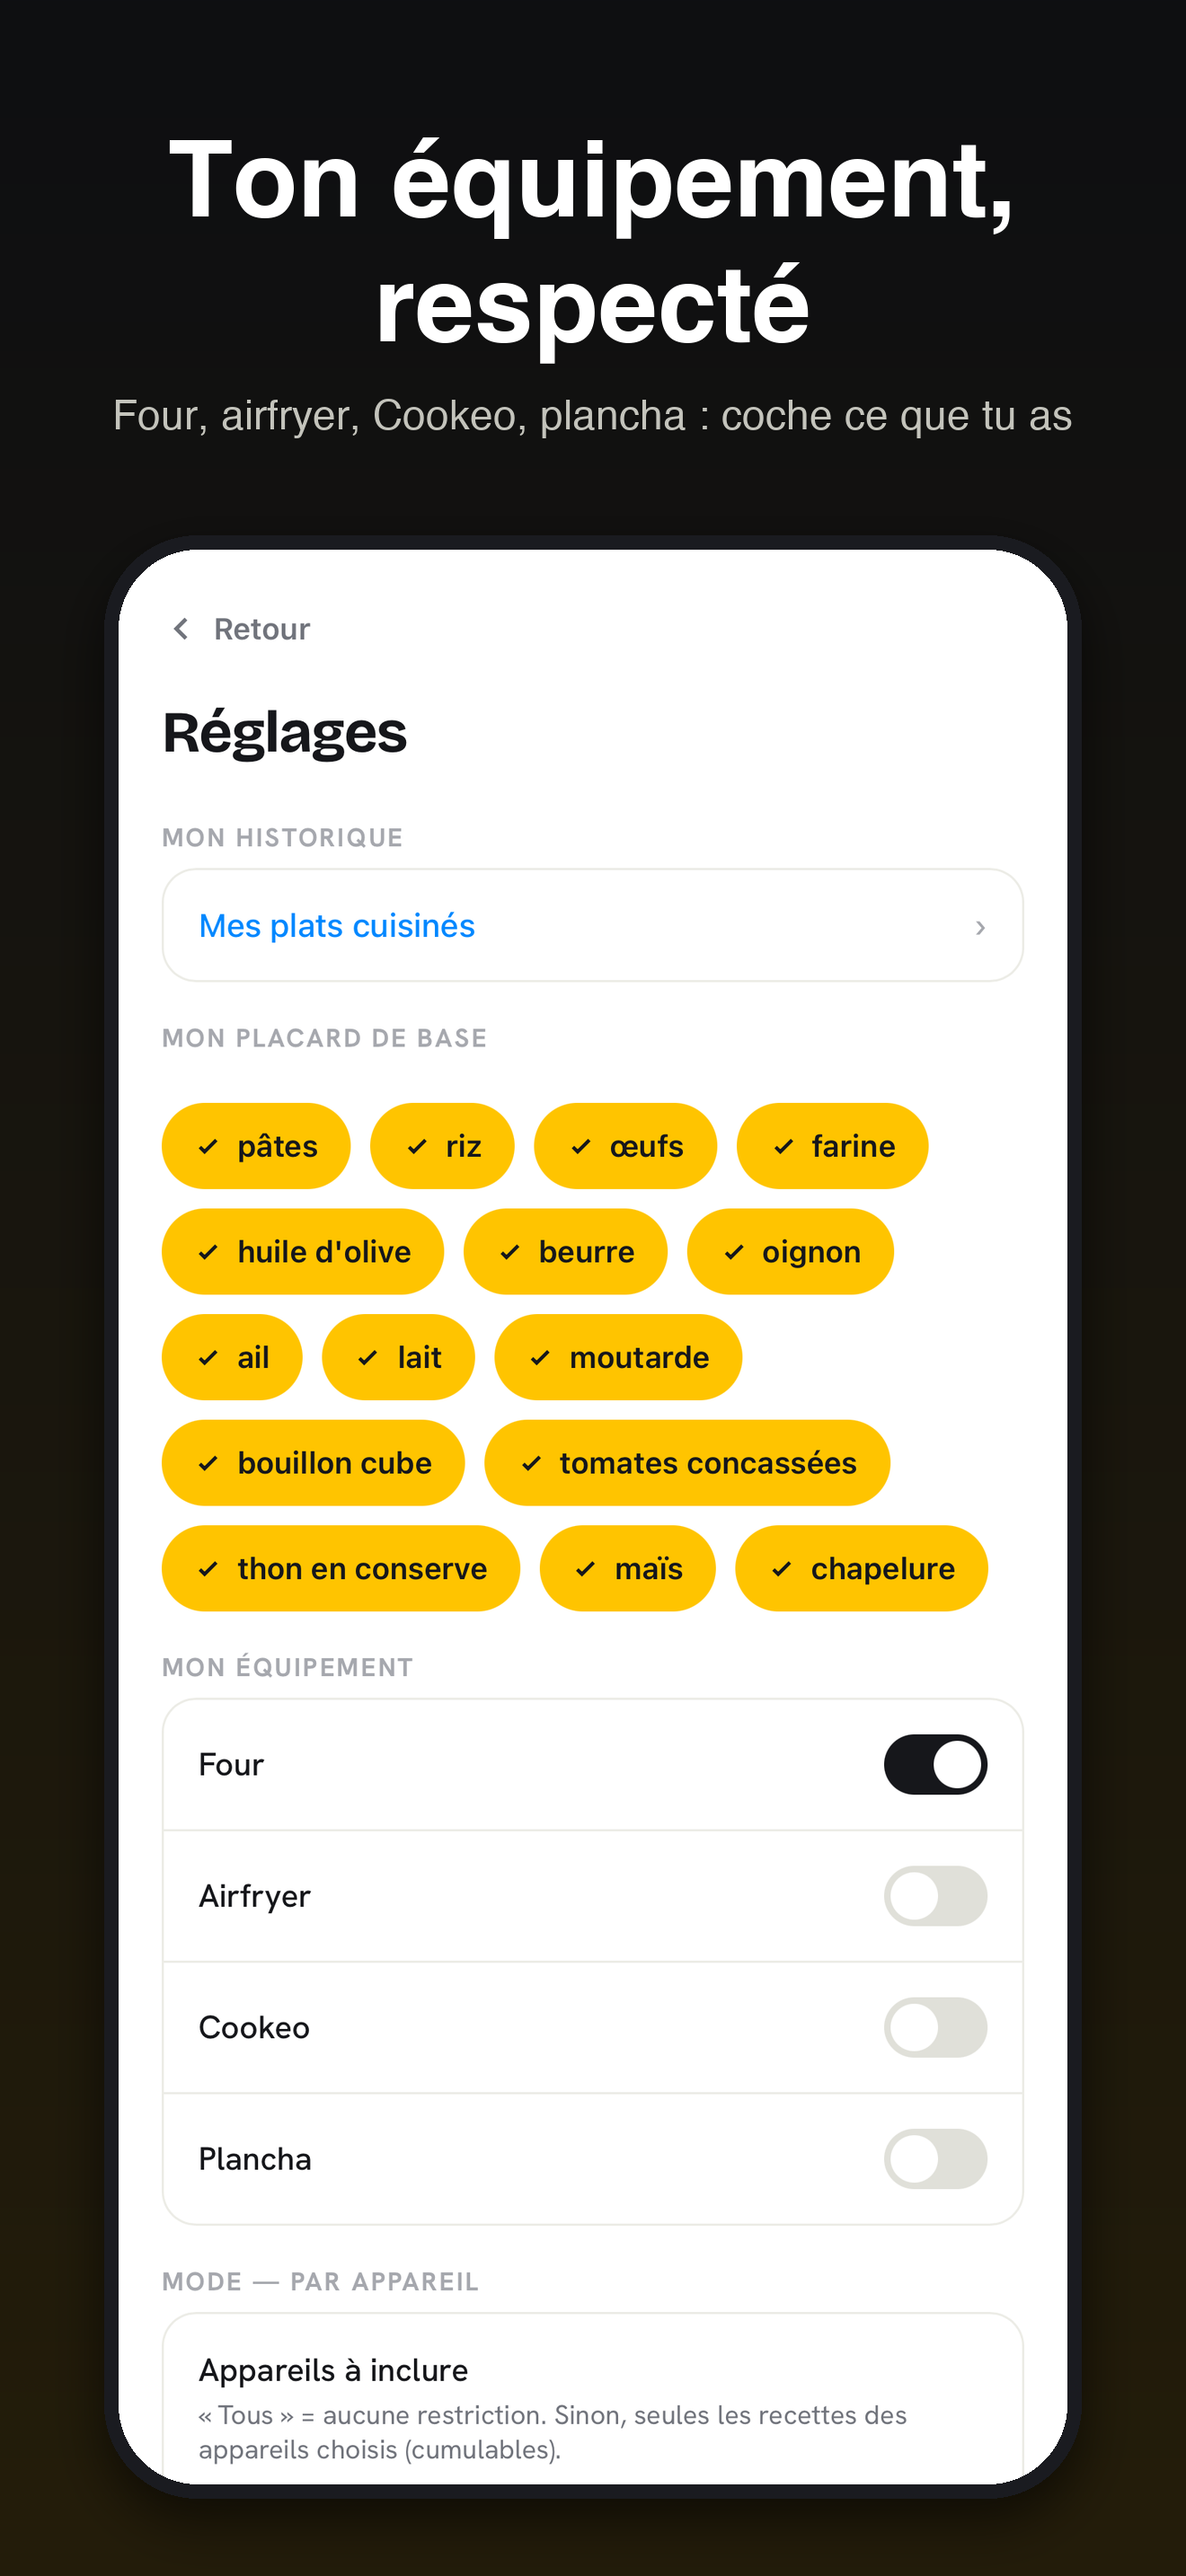 Ton équipement,
respecté
Four, airfryer, Cookeo, plancha : coche ce que tu as
Retour
Réglages
MON HISTORIQUE
Mes plats cuisinés
MON PLACARD DE BASE
pâtes riz œufs farine
huile d'olive beurre oignon
ail lait moutarde
bouillon cube tomates concassées
thon en conserve maïs chapelure
MON ÉQUIPEMENT
Four
Airfryer
Cookeo
Plancha
MODE — PAR APPAREIL
Appareils à inclure
« Tous » = aucune restriction. Sinon, seules les recettes des
appareils choisis (cumulables).